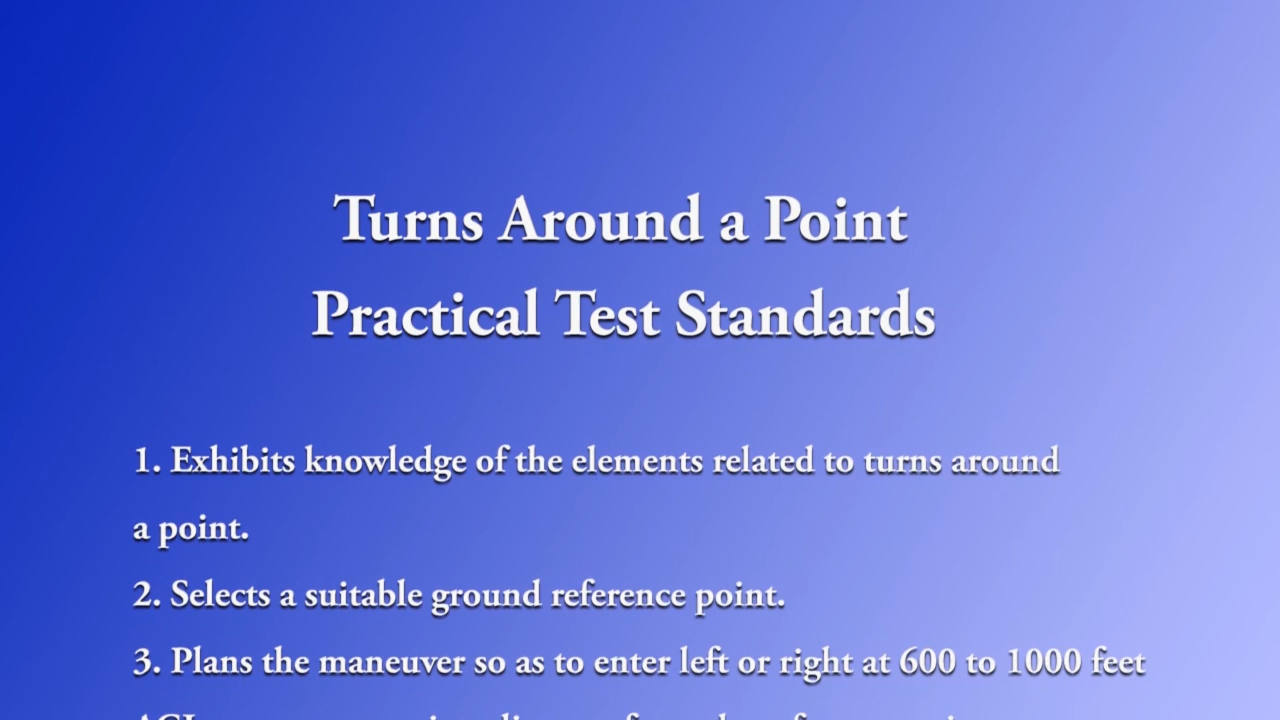 Turns Around a Point
Practical Test Standards
1. Exhibits knowledge of the elements related to turns around
a point.
2. Selects a suitable ground reference point.
3. Plans the maneuver so as to enter left or right at 600 to 1000 feet